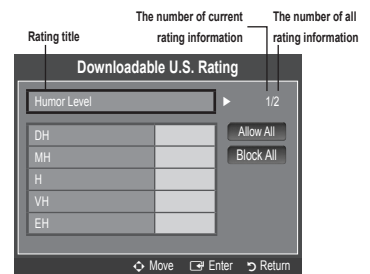 The number of current rating information
The number of all rating information
Rating title
Downloadable U.S. Rating
Humor Level
1/2
DH
MH
H
VH
EH
Allow All
Block All
Move Enter Return